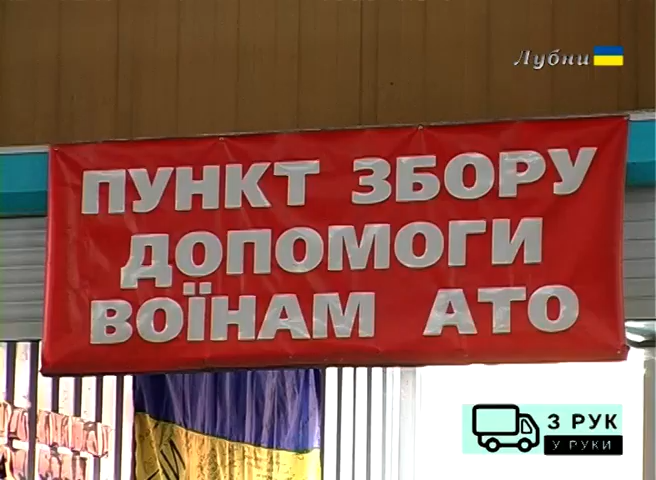 Лубни
ПУНКТ ЗБОРУ
ДОПОМОГИ
ВОЇНАМ АТО
З РУК
У РУКИ